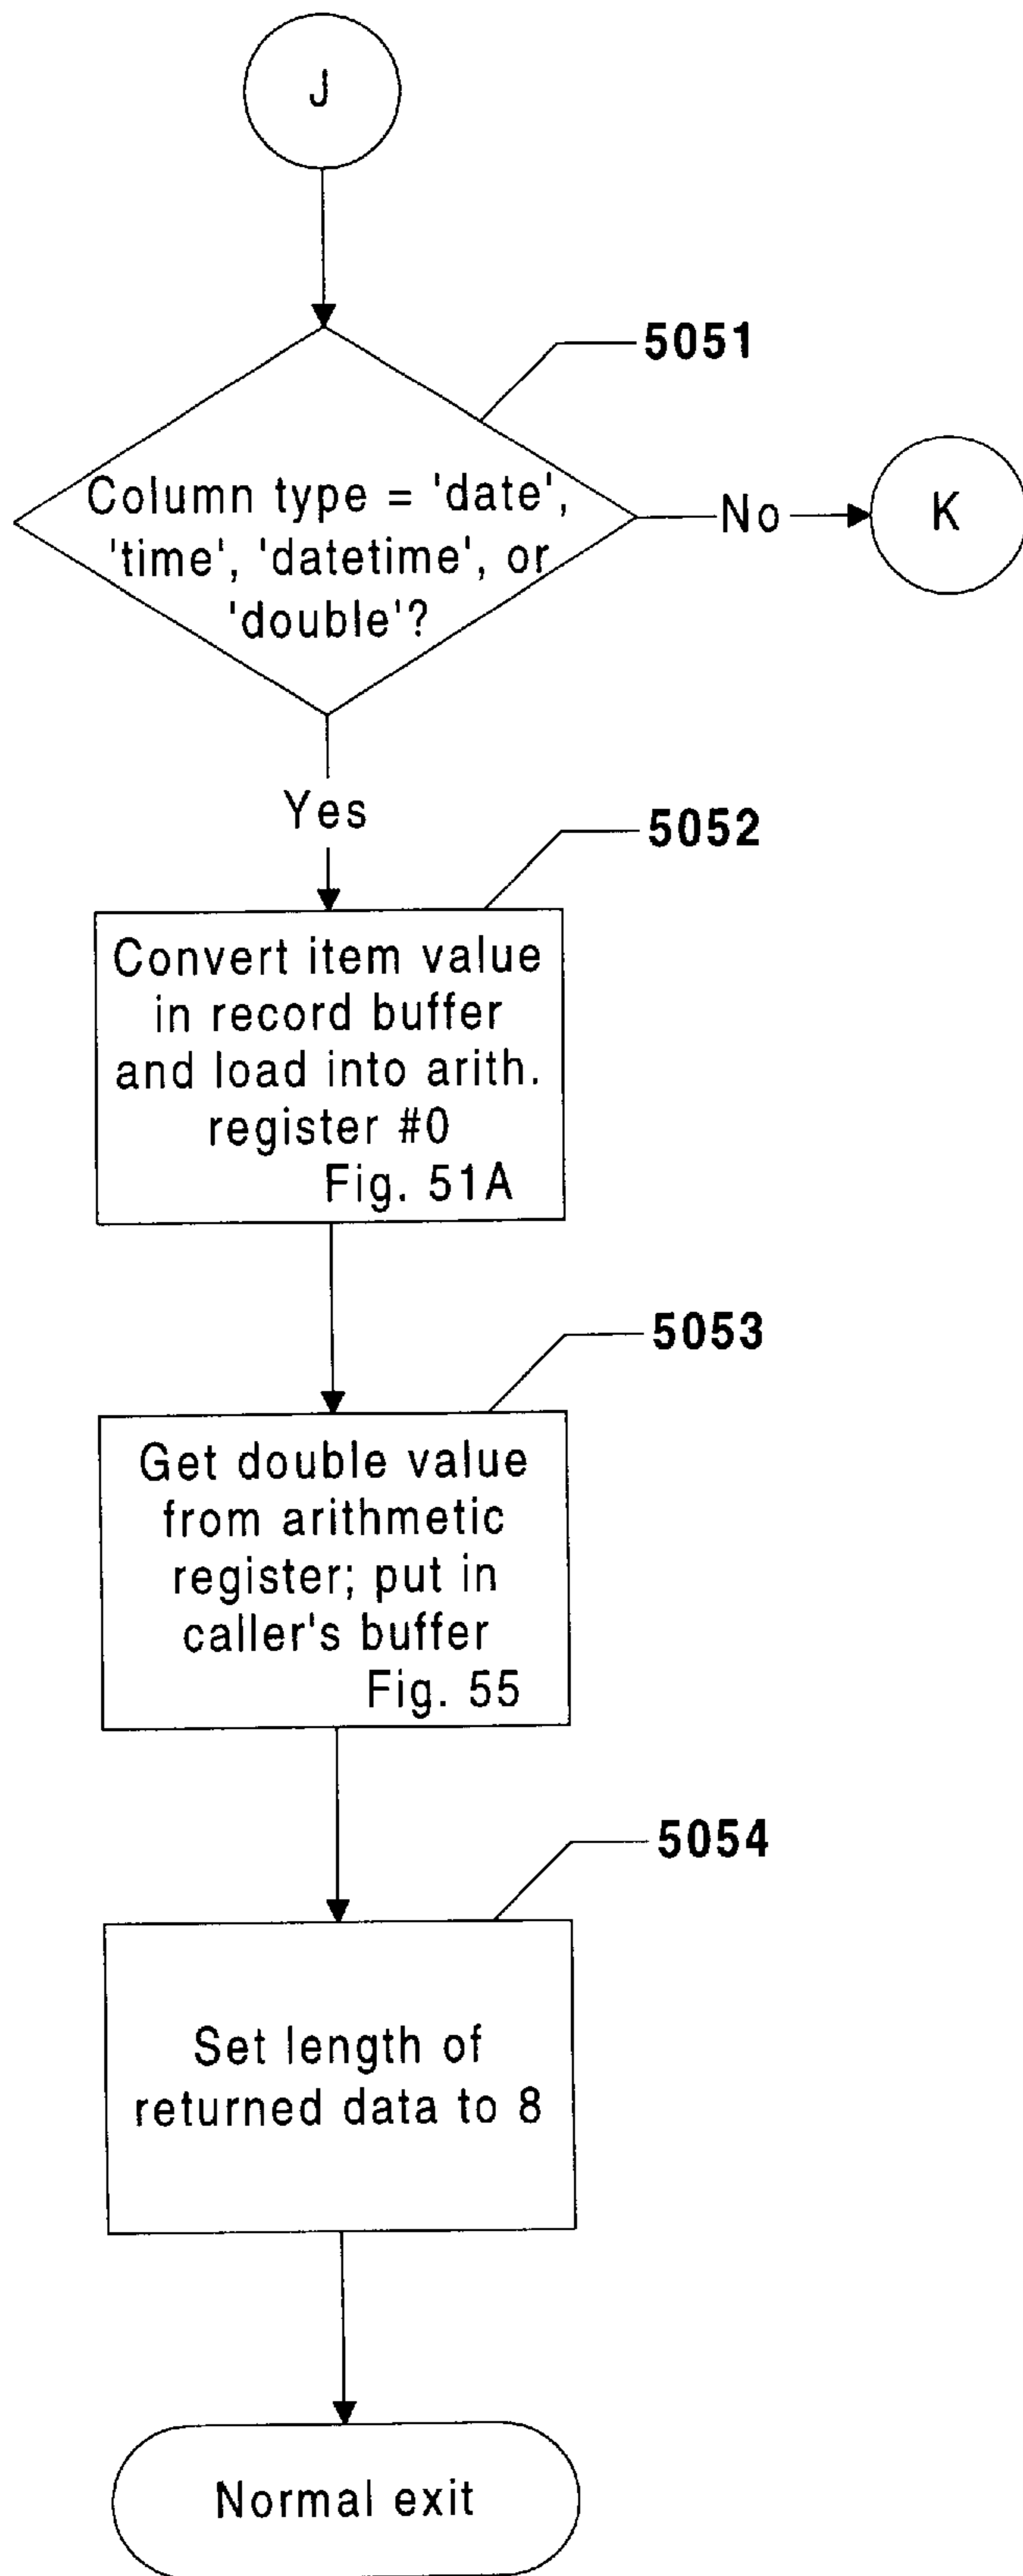 J
5051
Column type = 'date',
'time', 'datetime', or
'double'?
No
K
Yes
5052
Convert item value
in record buffer
and load into arith.
register #0
Fig. 51A
5053
Get double value
from arithmetic
register; put in
caller's buffer
Fig. 55
5054
Set length of
returned data to 8
Normal exit